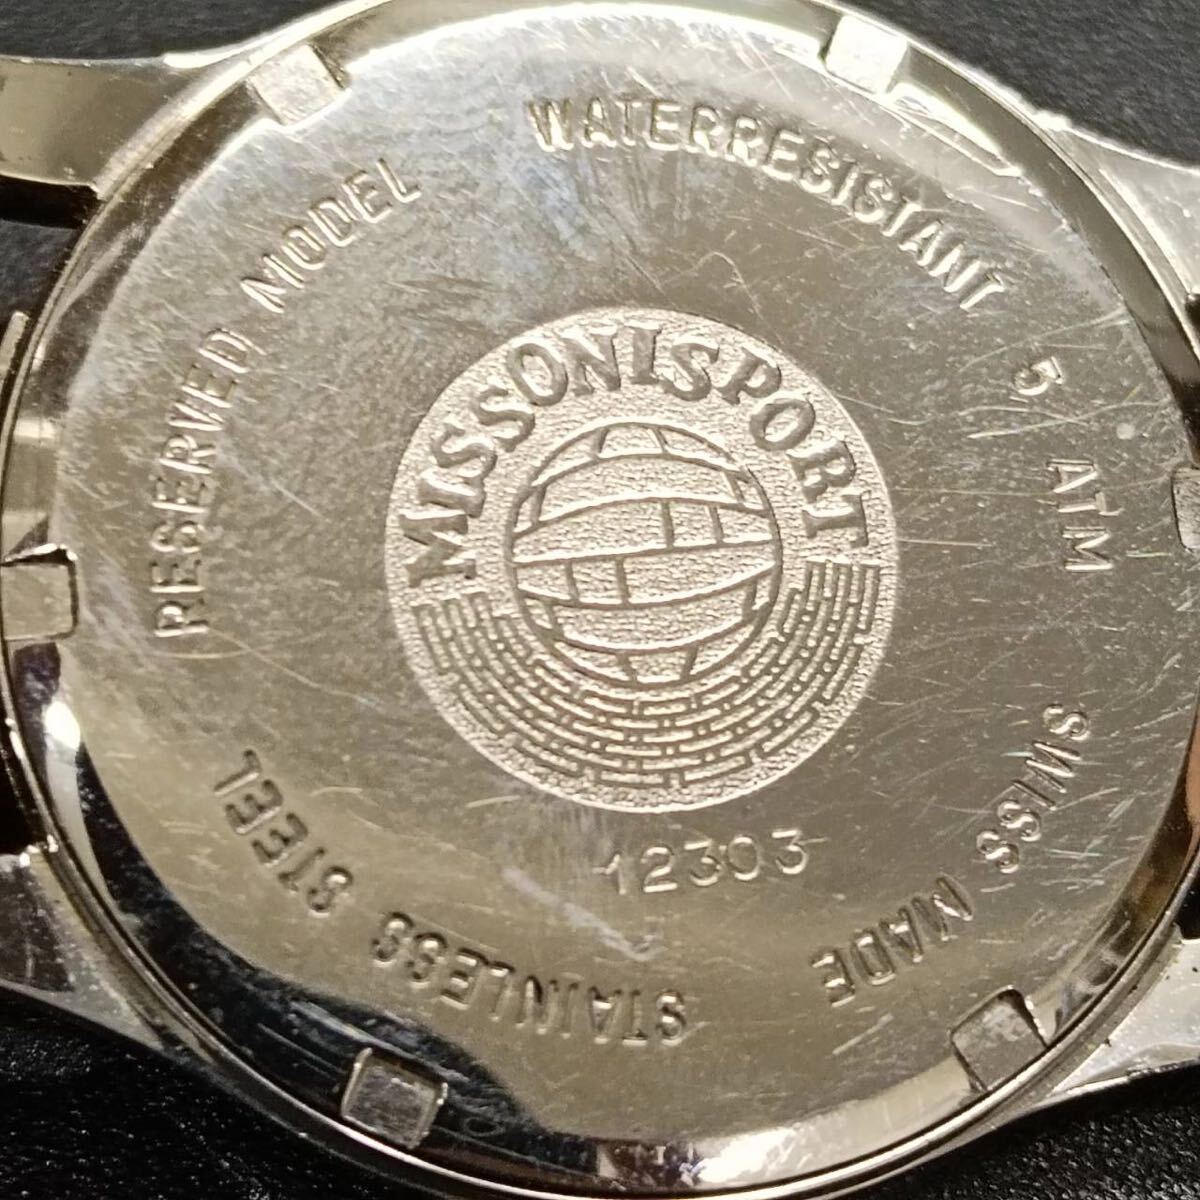 WATERRESISTANT 5 ATM
SWISS MADE
STAINLESS STEEL
RESERVED MODEL
MISSONISPORT
12303